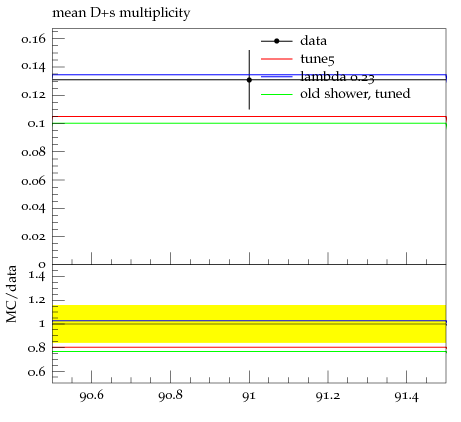 mean D+s multiplicity
0.16
0.14
0.12
0.1
0.08
0.06
0.04
0.02
0
data
tune5
lambda 0.23
old shower, tuned
MC/data
1.4
1.2
1
0.8
0.6
90.6 90.8 91 91.2 91.4